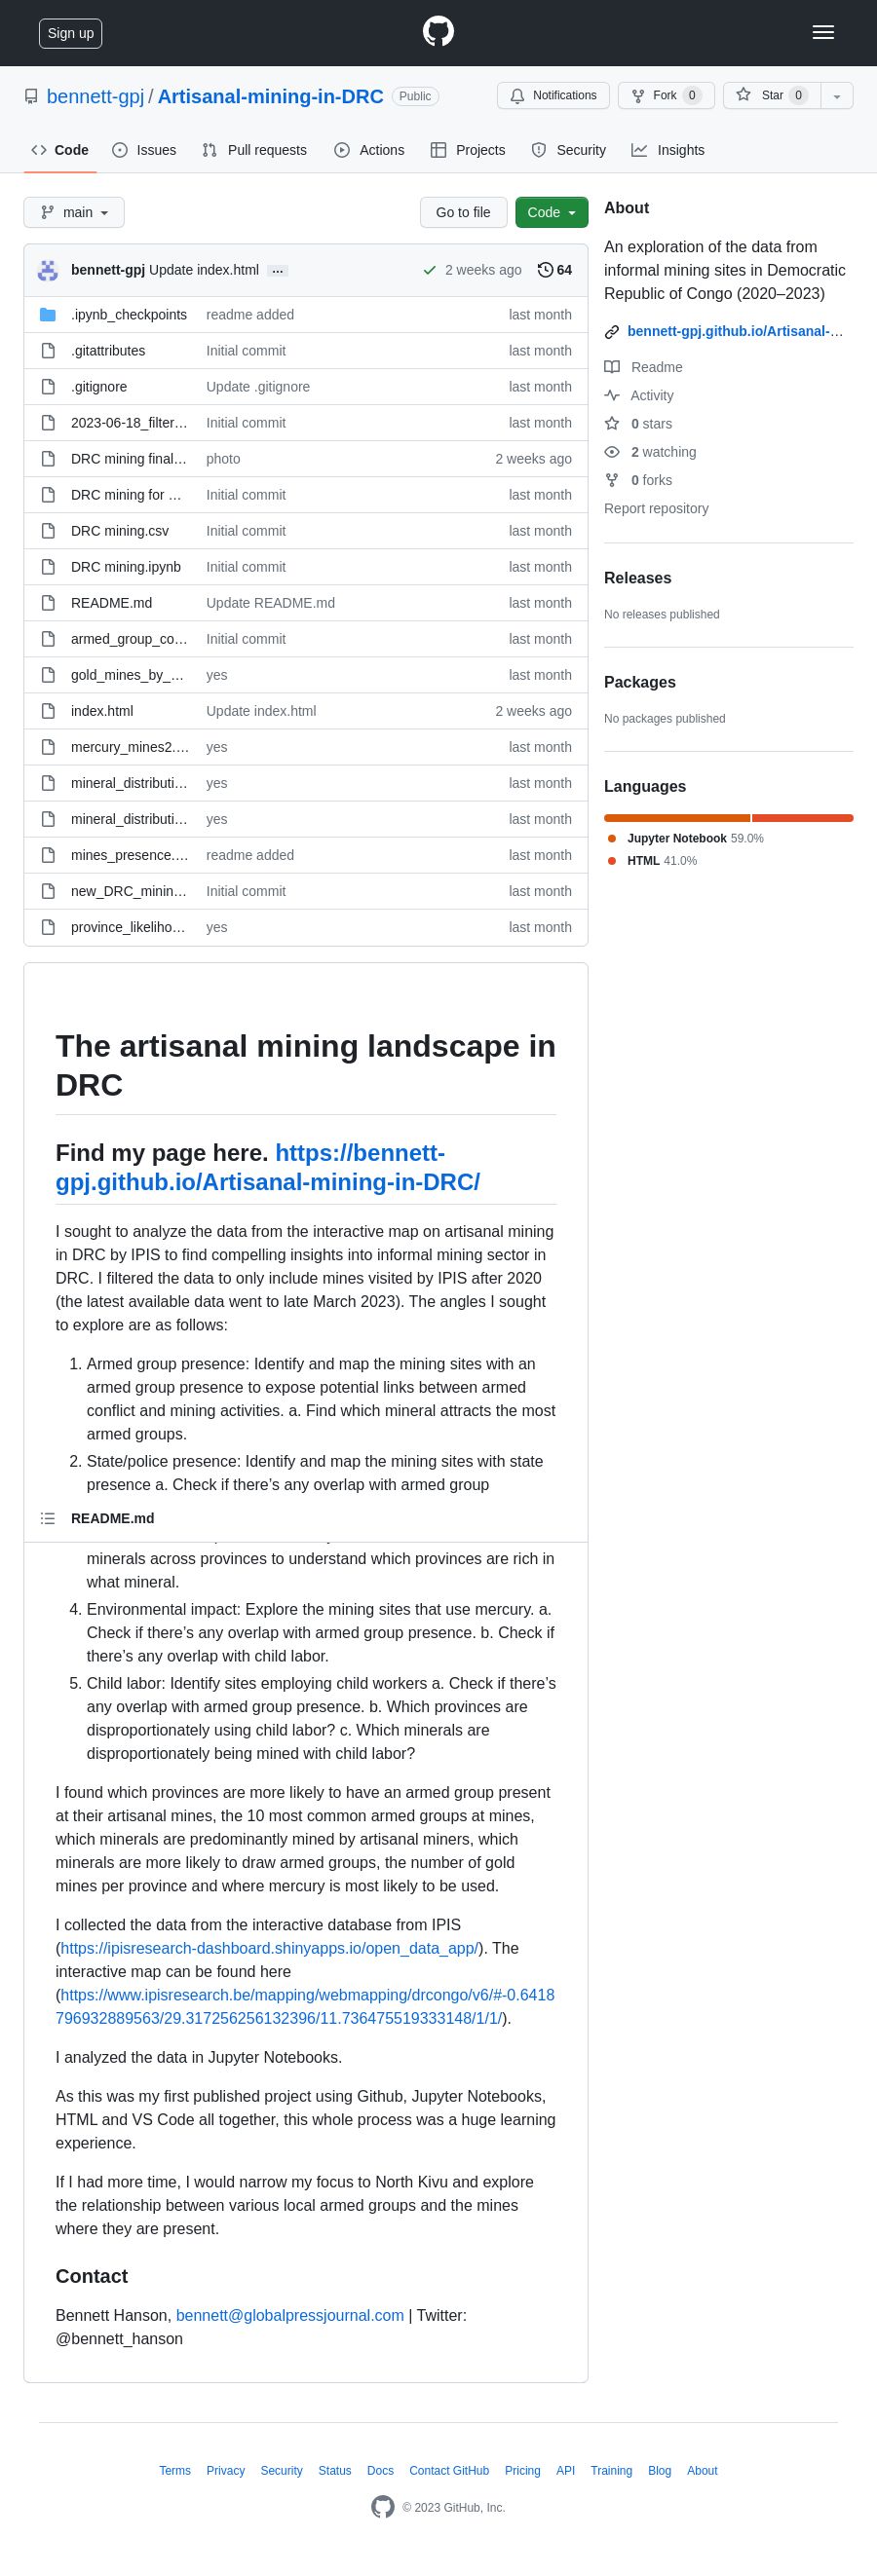 Sign up
bennett-gpj / Artisanal-mining-in-DRC Public
Notifications Fork 0 Star 0
Code Issues Pull requests Actions Projects Security Insights
main Go to file Code
bennett-gpj Update index.html ... 2 weeks ago 64
.ipynb_checkpoints readme added last month
.gitattributes Initial commit last month
.gitignore Update .gitignore last month
2023-06-18_filter… Initial commit last month
DRC mining final… photo 2 weeks ago
DRC mining for … Initial commit last month
DRC mining.csv Initial commit last month
DRC mining.ipynb Initial commit last month
README.md Update README.md last month
armed_group_co… Initial commit last month
gold_mines_by_… yes last month
index.html Update index.html 2 weeks ago
mercury_mines2.… yes last month
mineral_distributi… yes last month
mineral_distributi… yes last month
mines_presence.… readme added last month
new_DRC_minin… Initial commit last month
province_likeliho… yes last month
About
An exploration of the data from
informal mining sites in Democratic
Republic of Congo (2020–2023)
bennett-gpj.github.io/Artisanal-…
Readme
Activity
0 stars
2 watching
0 forks
Report repository
Releases
No releases published
Packages
No packages published
Languages
Jupyter Notebook 59.0%
HTML 41.0%
The artisanal mining landscape in
DRC
Find my page here. https://bennett-
gpj.github.io/Artisanal-mining-in-DRC/
I sought to analyze the data from the interactive map on artisanal mining
in DRC by IPIS to find compelling insights into informal mining sector in
DRC. I filtered the data to only include mines visited by IPIS after 2020
(the latest available data went to late March 2023). The angles I sought
to explore are as follows:
1. Armed group presence: Identify and map the mining sites with an
armed group presence to expose potential links between armed
conflict and mining activities. a. Find which mineral attracts the most
armed groups.
2. State/police presence: Identify and map the mining sites with state
presence a. Check if there's any overlap with armed group
README.md
minerals across provinces to understand which provinces are rich in
what mineral.
4. Environmental impact: Explore the mining sites that use mercury. a.
Check if there's any overlap with armed group presence. b. Check if
there's any overlap with child labor.
5. Child labor: Identify sites employing child workers a. Check if there's
any overlap with armed group presence. b. Which provinces are
disproportionately using child labor? c. Which minerals are
disproportionately being mined with child labor?
I found which provinces are more likely to have an armed group present
at their artisanal mines, the 10 most common armed groups at mines,
which minerals are predominantly mined by artisanal miners, which
minerals are more likely to draw armed groups, the number of gold
mines per province and where mercury is most likely to be used.
I collected the data from the interactive database from IPIS
(https://ipisresearch-dashboard.shinyapps.io/open_data_app/). The
interactive map can be found here
(https://www.ipisresearch.be/mapping/webmapping/drcongo/v6/#-0.6418
796932889563/29.317256256132396/11.736475519333148/1/1/).
I analyzed the data in Jupyter Notebooks.
As this was my first published project using Github, Jupyter Notebooks,
HTML and VS Code all together, this whole process was a huge learning
experience.
If I had more time, I would narrow my focus to North Kivu and explore
the relationship between various local armed groups and the mines
where they are present.
Contact
Bennett Hanson, bennett@globalpressjournal.com | Twitter:
@bennett_hanson
Terms Privacy Security Status Docs Contact GitHub Pricing API Training Blog About
© 2023 GitHub, Inc.